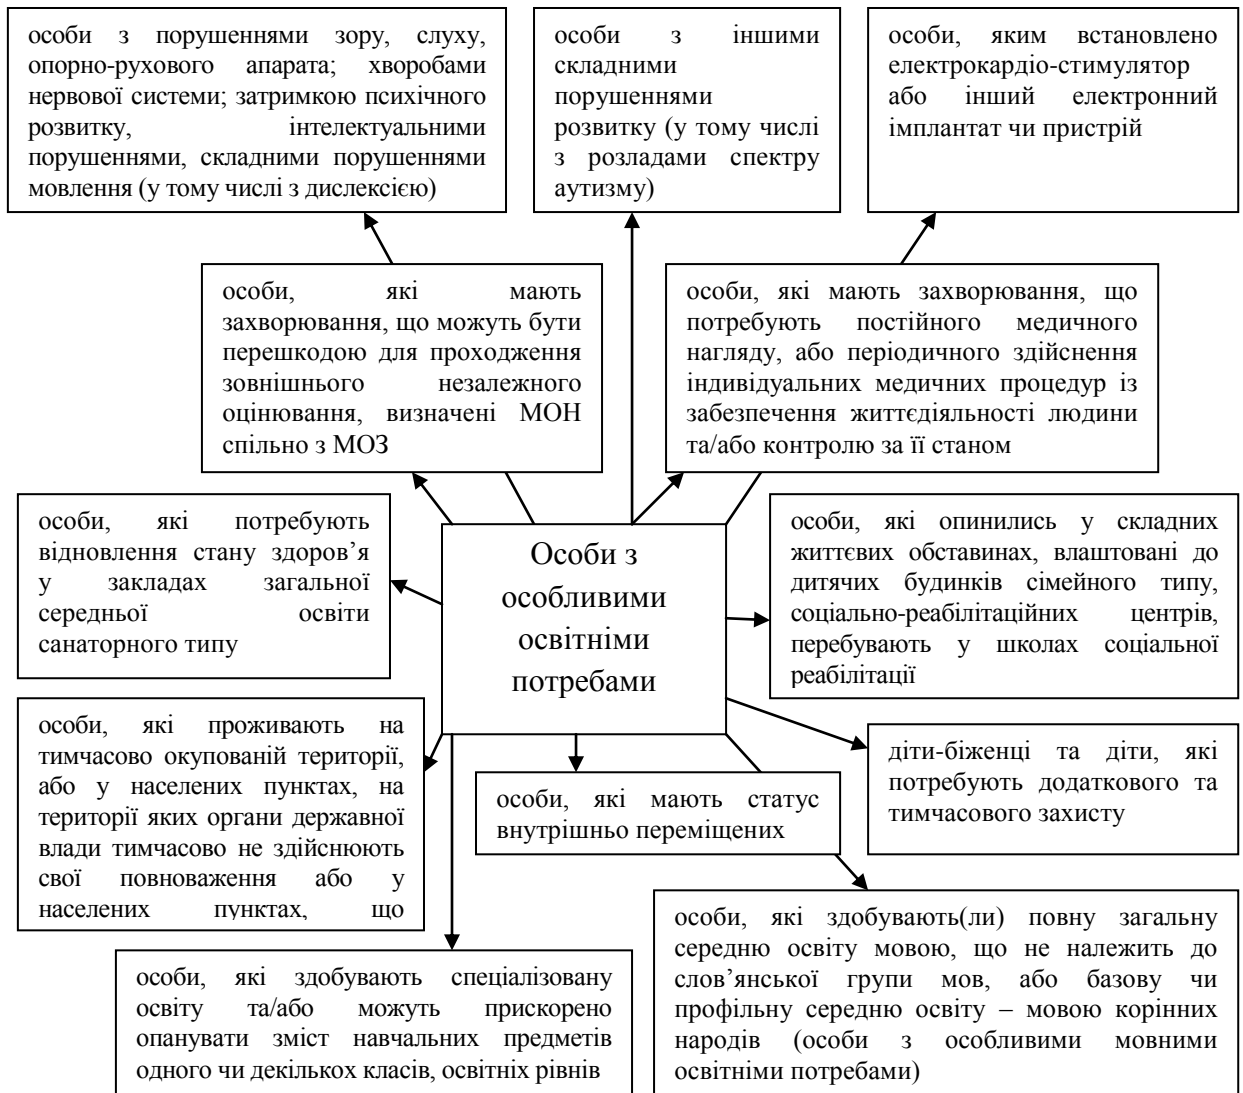 особи з порушеннями зору, слуху,
опорно-рухового апарата; хворобами
нервової системи; затримкою психічного
розвитку, інтелектуальними
порушеннями, складними порушеннями
мовлення (у тому числі з дислексією)
особи з іншими
складними
порушеннями
розвитку (у тому числі
з розладами спектру
аутизму)
особи, яким встановлено
електрокардіо-стимулятор
або інший електронний
імплантат чи пристрій
особи, які мають
захворювання, що можуть бути
перешкодою для проходження
зовнішнього незалежного
оцінювання, визначені МОН
спільно з МОЗ
особи, які мають захворювання, що
потребують постійного медичного
нагляду, або періодичного здійснення
індивідуальних медичних процедур із
забезпечення життєдіяльності людини
та/або контролю за її станом
особи, які потребують
відновлення стану здоров’я
у закладах загальної
середньої освіти
санаторного типу
Особи з
особливими
освітніми
потребами
особи, які опинились у складних
життєвих обставинах, влаштовані до
дитячих будинків сімейного типу,
соціально-реабілітаційних центрів,
перебувають у школах соціальної
реабілітації
особи, які проживають на
тимчасово окупованій території,
або у населених пунктах, на
території яких органи державної
влади тимчасово не здійснюють
свої повноваження або у
населених пунктах, що
особи, які мають статус
внутрішньо переміщених
діти-біженці та діти, які
потребують додаткового та
тимчасового захисту
особи, які здобувають спеціалізовану
освіту та/або можуть прискорено
опанувати зміст навчальних предметів
одного чи декількох класів, освітніх рівнів
особи, які здобувають(ли) повну загальну
середню освіту мовою, що не належить до
слов’янської групи мов, або базову чи
профільну середню освіту – мовою корінних
народів (особи з особливими мовними
освітніми потребами)